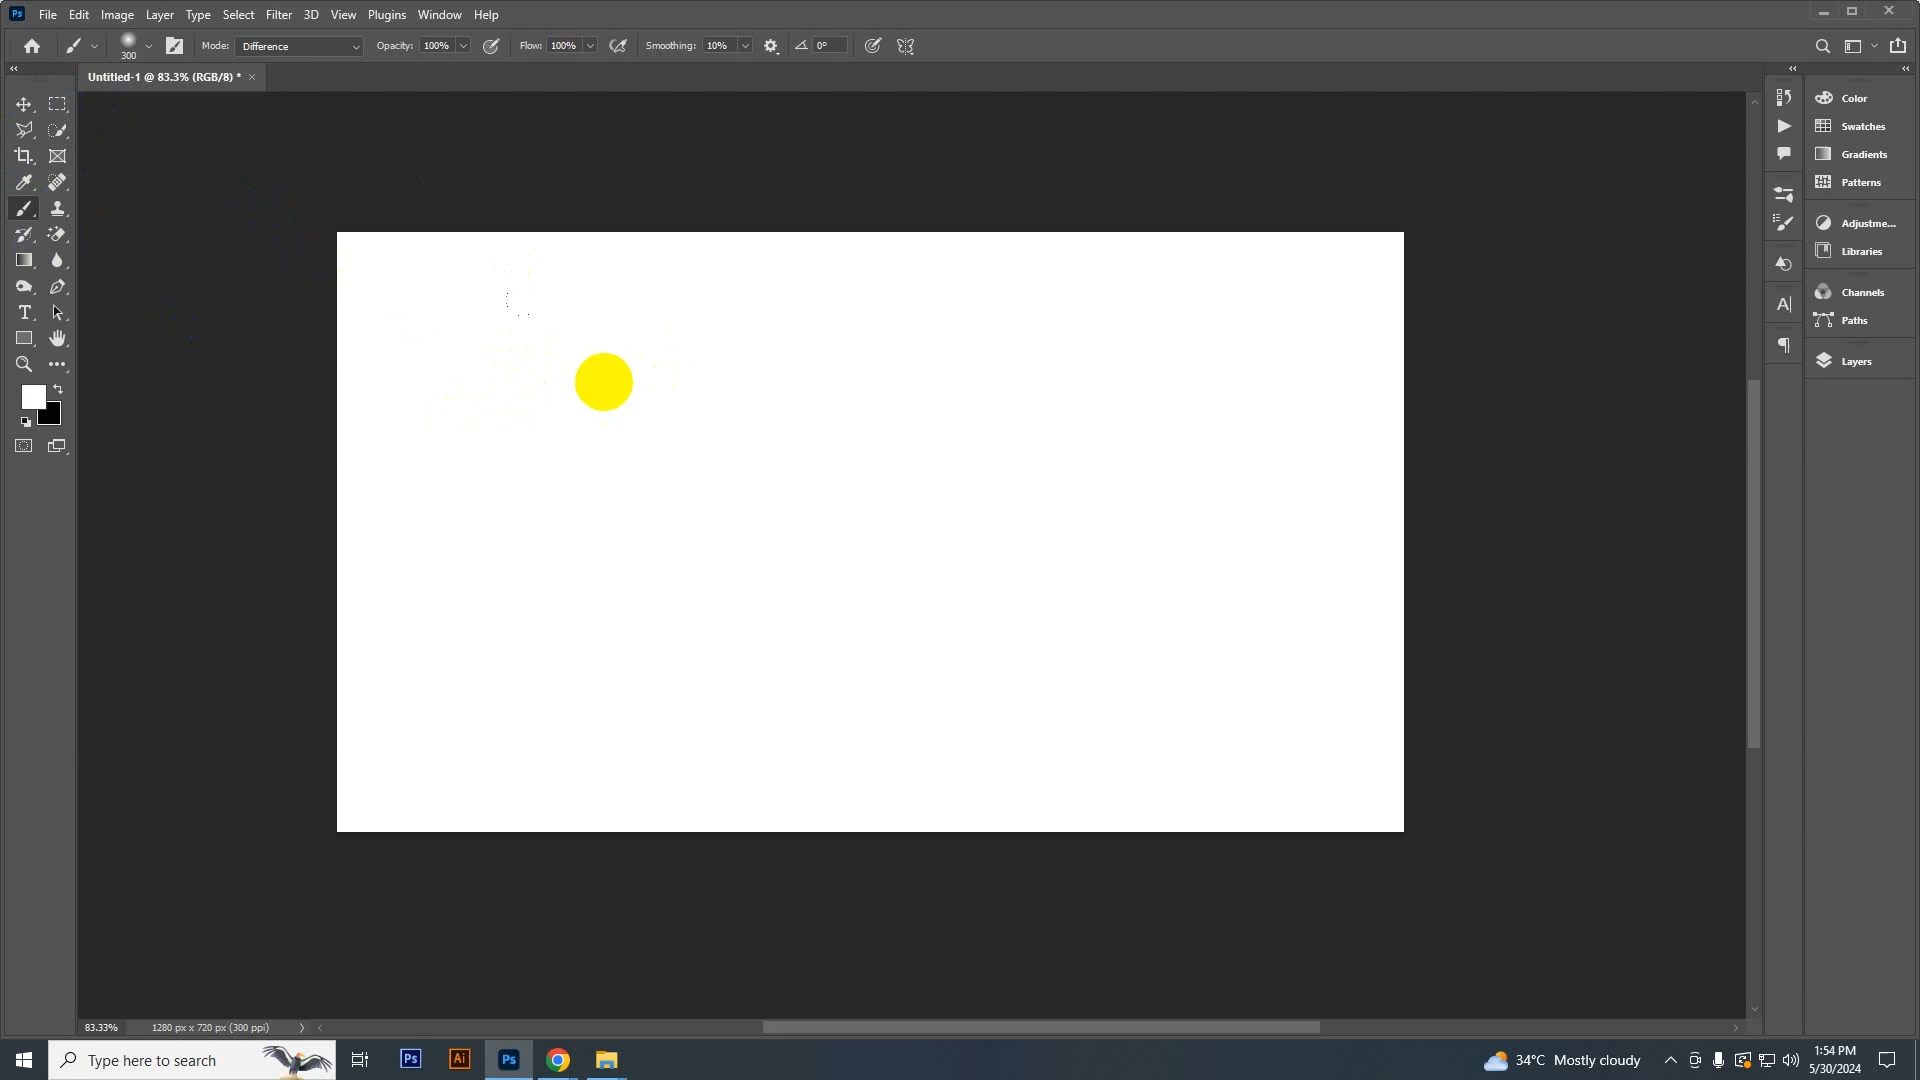 Ps File Edit Image Layer Type Select Filter 3D View Plugins Window Help
300 Mode: Difference Opacity: 100% Flow: 100% Smoothing: 10% 0°
Untitled-1 @ 83.3% (RGB/8) *
Color
Swatches
Gradients
Patterns
Adjustme...
Libraries
Channels
Paths
Layers
83.33% 1280 px x 720 px (300 ppi)
Type here to search Ps Ai Ps 34°C Mostly cloudy 1:54 PM
5/30/2024